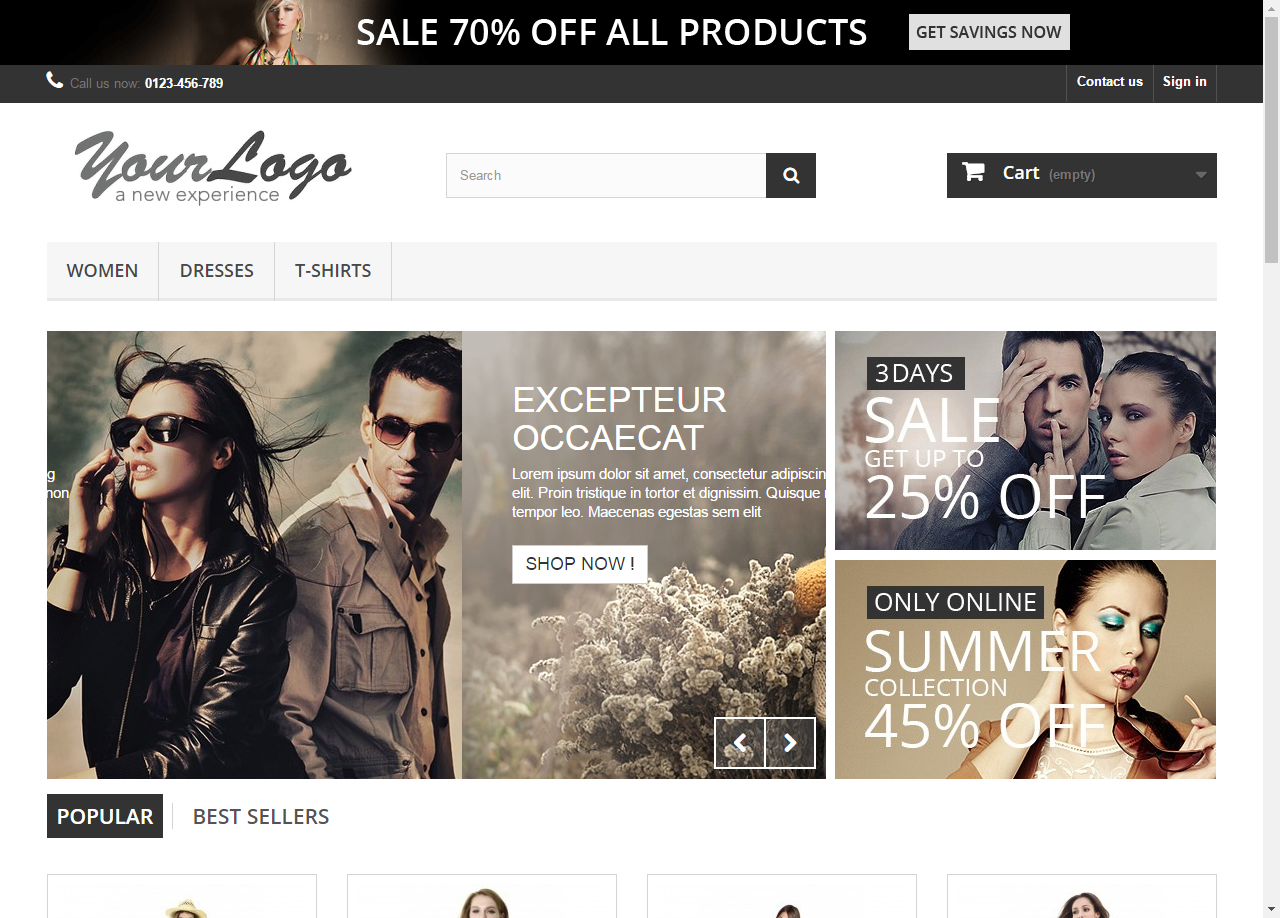 SALE 70% OFF ALL PRODUCTS
GET SAVINGS NOW
Call us now: 0123-456-789
Contact us
Sign in
YourLogo
a new experience
Search
Cart (empty)
WOMEN
DRESSES
T-SHIRTS
g
non
EXCEPTEUR
OCCAECAT
Lorem ipsum dolor sit amet, consectetur adipiscin
elit. Proin tristique in tortor et dignissim. Quisque
tempor leo. Maecenas egestas sem elit
SHOP NOW !
3 DAYS
SALE
GET UP TO
25% OFF
ONLY ONLINE
SUMMER
COLLECTION
45% OFF
POPULAR
BEST SELLERS